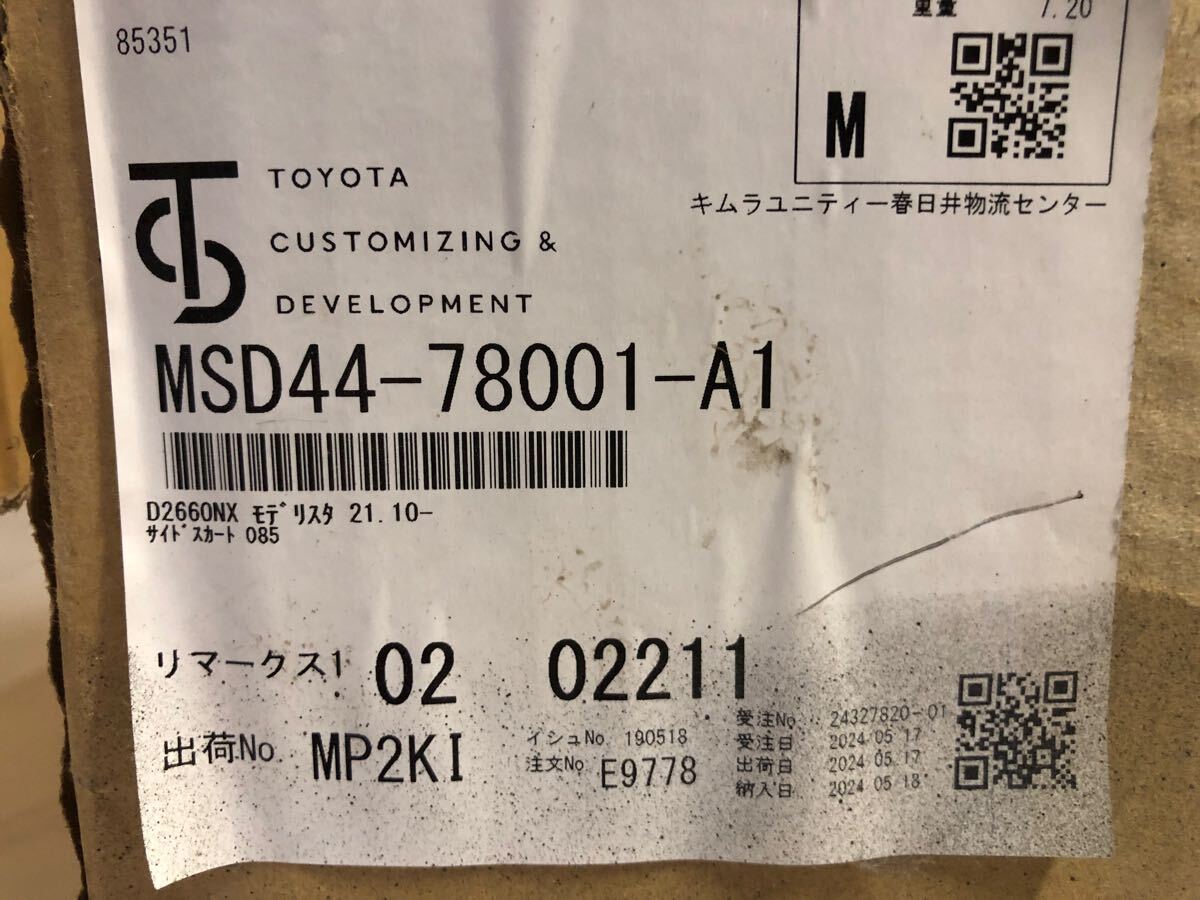 重量 7.20
85351
M
キムラユニティー春日井物流センター
TOYOTA
CUSTOMIZING &
DEVELOPMENT
MSD44-78001-A1
D2660NX ﾓﾃﾞﾘｽﾀ 21.10-
ｻｲﾄﾞｽｶｰﾄ 085
リマークス1 02 02211
出荷No. MP2KI
イシュNo 190518
注文No E9778
受注No 24327820-01
受注日 2024 05 17
出荷日 2024 05 17
納入日 2024 05 18